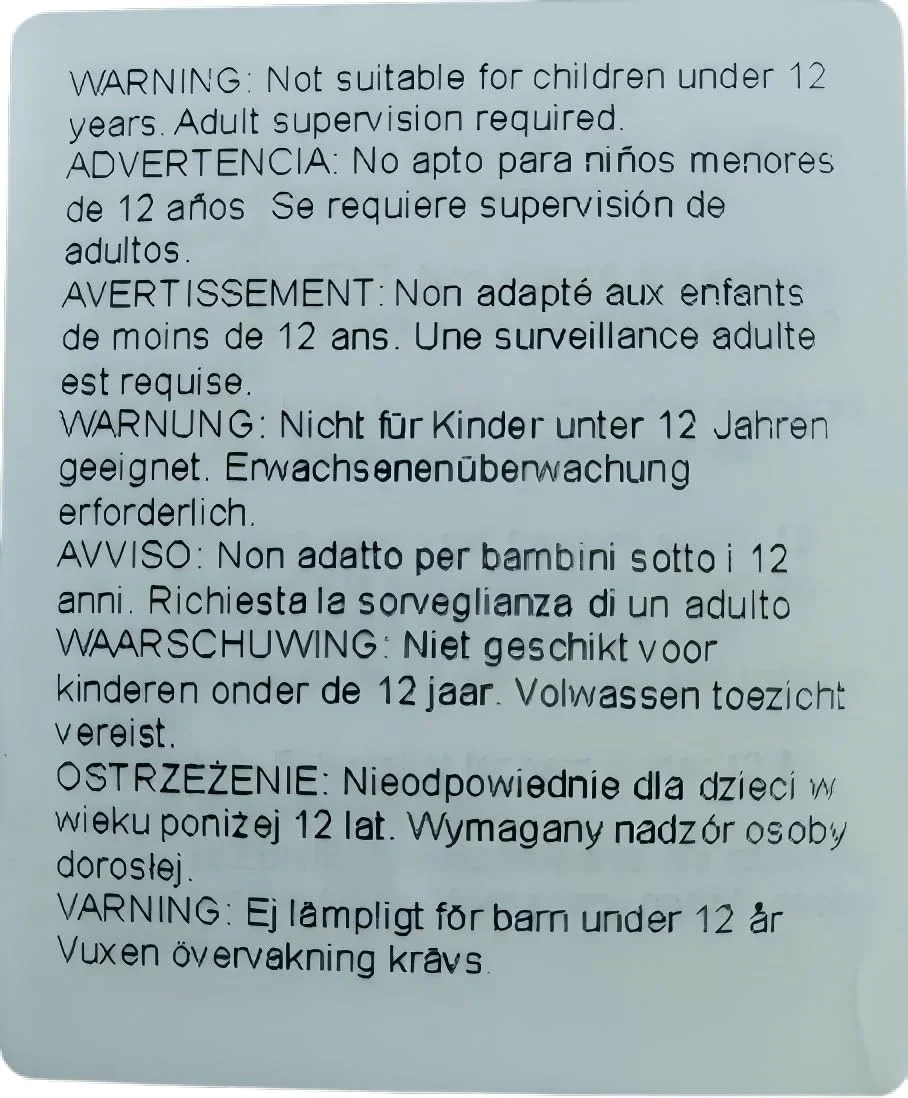 WARNING: Not suitable for children under 12
years. Adult supervision required.
ADVERTENCIA: No apto para niños menores
de 12 años Se requiere supervisión de
adultos.
AVERTISSEMENT: Non adapté aux enfants
de moins de 12 ans. Une surveillance adulte
est requise.
WARNUNG: Nicht für Kinder unter 12 Jahren
geeignet. Erwachsenenüberwachung
erforderlich.
AVVISO: Non adatto per bambini sotto i 12
anni. Richiesta la sorveglianza di un adulto
WAARSCHUWING: Niet geschikt voor
kinderen onder de 12 jaar. Volwassen toezicht
vereist.
OSTRZEŻENIE: Nieodpowiednie dla dzieci w
wieku poniżej 12 lat. Wymagany nadzór osoby
dorosłej.
VARNING: Ej lämpligt för barn under 12 år
Vuxen övervakning krävs.